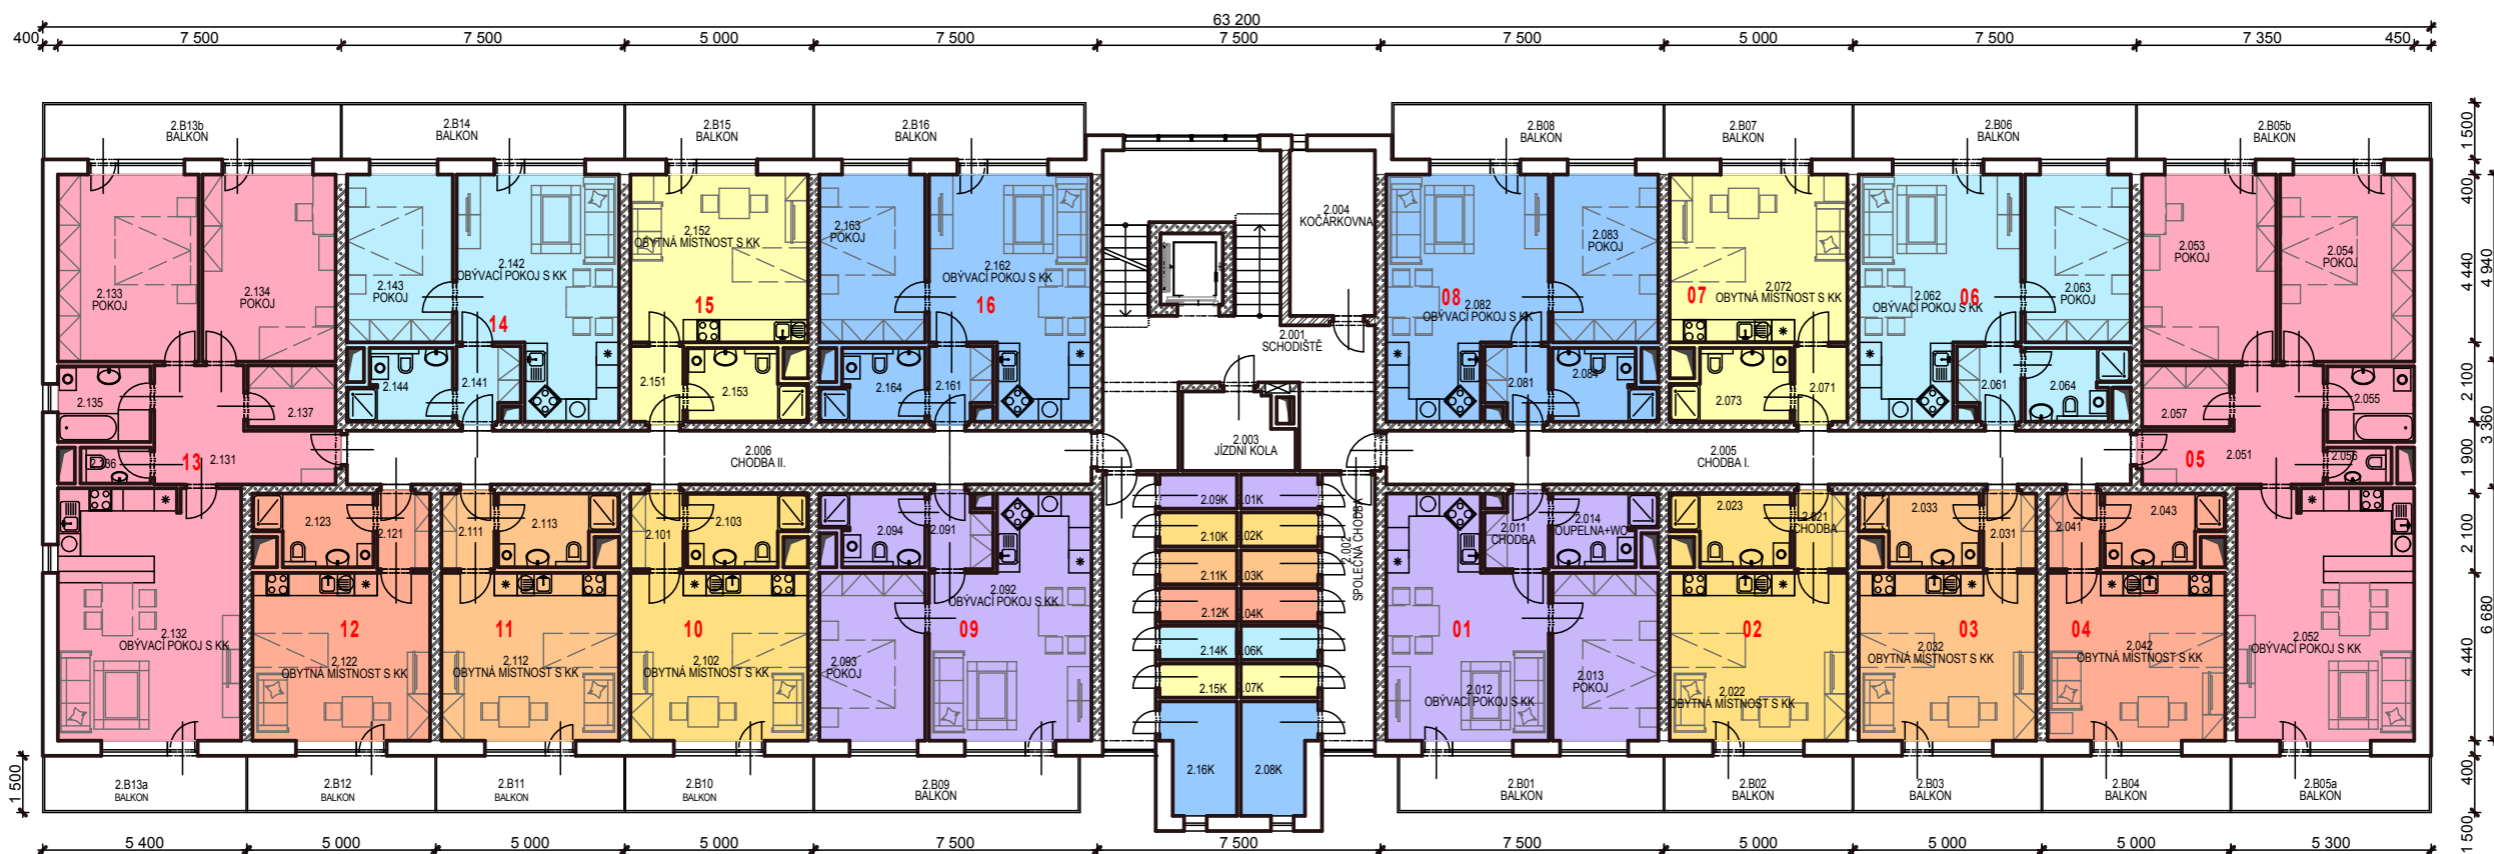 63 200
400 7 500 7 500 5 000 7 500 7 500 7 500 5 000 7 500 7 350 450
2.B13b
BALKON
2.B14
BALKON
2.B15
BALKON
2.B16
BALKON
2.B08
BALKON
2.B07
BALKON
2.B06
BALKON
2.B05b
BALKON
1 500
400
4 440
4 940
2 100
3 360
1 900
2 100
6 680
4 440
400
1 500
2.133
POKOJ
2.134
POKOJ
2.143
POKOJ
2.142
OBÝVACÍ POKOJ S KK
14
2.152
OBYTNÁ MÍSTNOST S KK
15
2.163
POKOJ
2.162
OBÝVACÍ POKOJ S KK
16
2.004
KOČÁRKOVNA
2.001
SCHODIŠTĚ
08
2.082
OBÝVACÍ POKOJ S KK
2.083
POKOJ
07
2.072
OBYTNÁ MÍSTNOST S KK
2.062
OBÝVACÍ POKOJ S KK
06
2.063
POKOJ
2.053
POKOJ
2.054
POKOJ
2.135
2.137
2.144
2.141
2.151
2.153
2.164
2.161
2.081
2.084
2.073
2.071
2.061
2.064
2.057
2.055
2.136
13
2.131
2.006
CHODBA II.
2.003
JÍZDNÍ KOLA
2.005
CHODBA I.
05
2.051
2.056
2.123
2.121
2.111
2.113
2.101
2.103
2.094
2.091
2.011
CHODBA
2.014
OUPELNA+WC
2.023
2.021
CHODBA
2.033
2.031
2.041
2.043
2.002
SPOLEČNÁ CHODBA
2.09K .01K
2.10K .02K
2.11K .03K
2.12K .04K
2.14K .06K
2.15K .07K
2.16K 2.08K
2.132
OBÝVACÍ POKOJ S KK
12
2.122
OBYTNÁ MÍSTNOST S KK
11
2.112
OBYTNÁ MÍSTNOST S KK
10
2.102
OBYTNÁ MÍSTNOST S KK
2.093
POKOJ
2.092
OBÝVACÍ POKOJ S KK
09
01
2.012
OBÝVACÍ POKOJ S KK
2.013
POKOJ
02
2.022
OBYTNÁ MÍSTNOST S KK
03
2.032
OBYTNÁ MÍSTNOST S KK
04
2.042
OBYTNÁ MÍSTNOST S KK
2.052
OBÝVACÍ POKOJ S KK
1 500
2.B13a
BALKON
2.B12
BALKON
2.B11
BALKON
2.B10
BALKON
2.B09
BALKON
2.B01
BALKON
2.B02
BALKON
2.B03
BALKON
2.B04
BALKON
2.B05a
BALKON
5 400 5 000 5 000 5 000 7 500 7 500 7 500 5 000 5 000 5 000 5 300